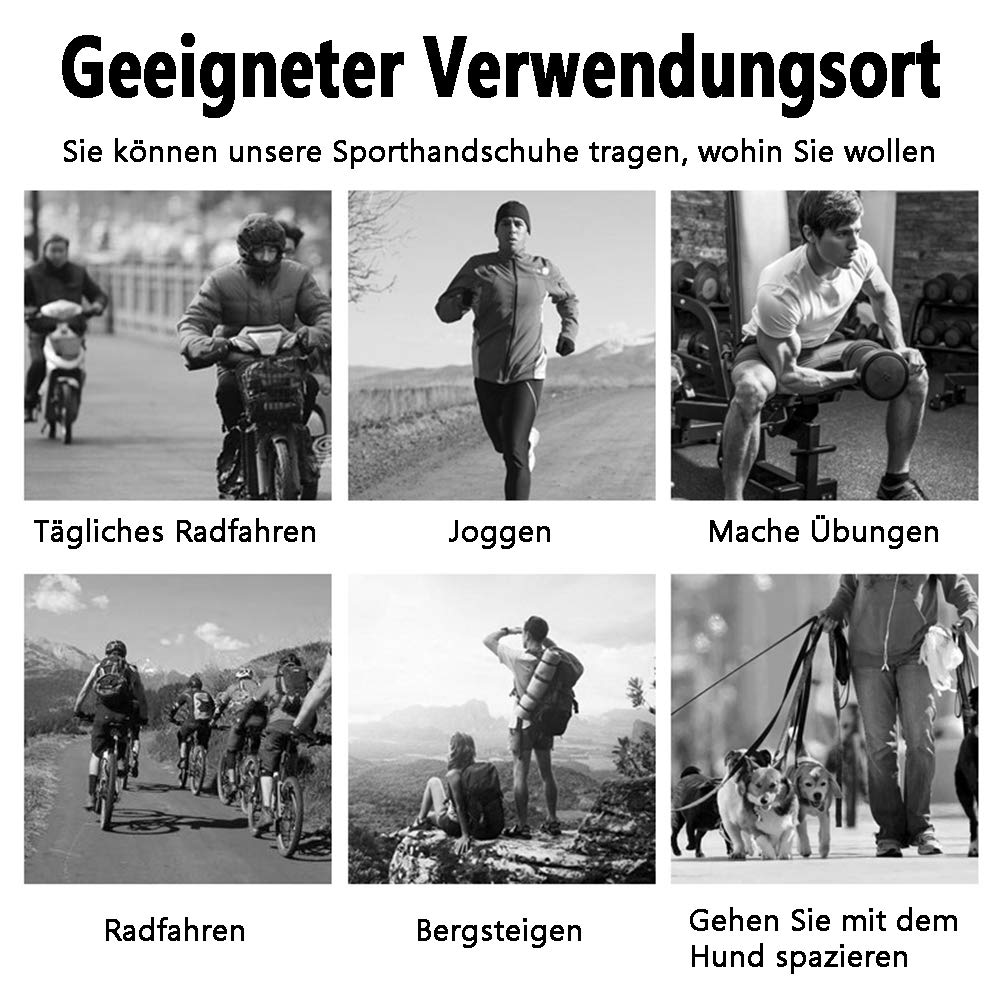 Geeigneter Verwendungsort
Sie können unsere Sporthandschuhe tragen, wohin Sie wollen
Tägliches Radfahren
Joggen
Mache Übungen
Radfahren
Bergsteigen
Gehen Sie mit dem
Hund spazieren